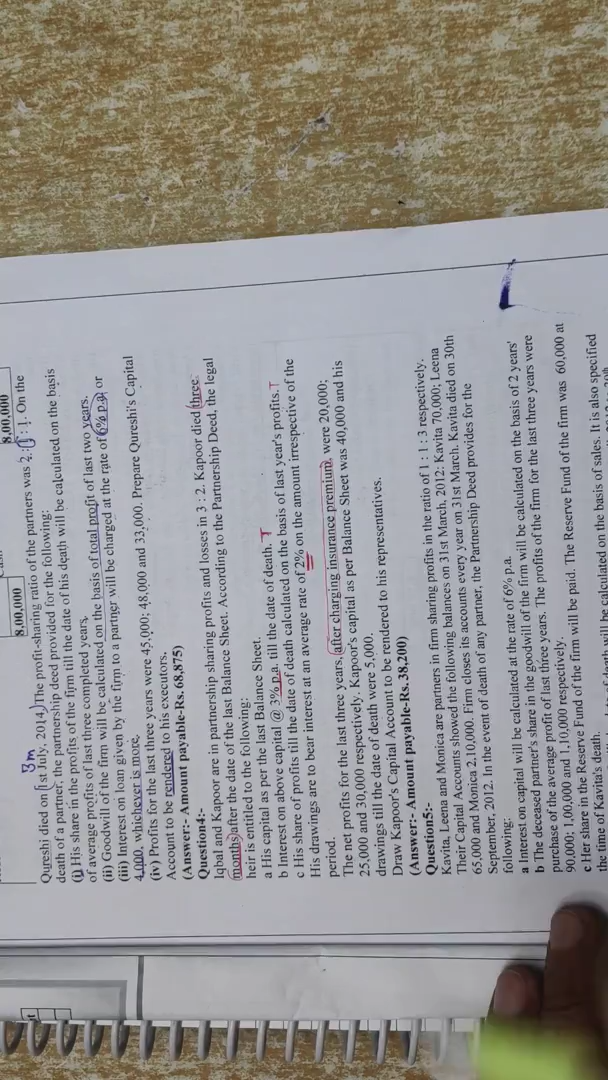 8,00,000
8,00,000
Qureshi died on 1st July, 2014. The profit-sharing ratio of the partners was 2:1:1. On the
3m
death of a partner, the partnership deed provided for the following:
(i) His share in the profits of the firm till the date of his death will be calculated on the basis
of average profits of last three completed years.
(ii) Goodwill of the firm will be calculated on the basis of total profit of last two years.
(iii) Interest on loan given by the firm to a partner will be charged at the rate of 6% p.a. or
4,000, whichever is more.
(iv) Profits for the last three years were 45,000; 48,000 and 33,000. Prepare Qureshi's Capital
Account to be rendered to his executors.
(Answer:- Amount payable-Rs. 68,875)
Question4:-
Iqbal and Kapoor are in partnership sharing profits and losses in 3 : 2. Kapoor died three
months after the date of the last Balance Sheet. According to the Partnership Deed, the legal
heir is entitled to the following:
a His capital as per the last Balance Sheet.
b Interest on above capital @ 3% p.a. till the date of death. T
c His share of profits till the date of death calculated on the basis of last year's profits. T
His drawings are to bear interest at an average rate of 2% on the amount irrespective of the
period.
The net profits for the last three years, after charging insurance premium, were 20,000;
25,000 and 30,000 respectively. Kapoor's capital as per Balance Sheet was 40,000 and his
drawings till the date of death were 5,000.
Draw Kapoor's Capital Account to be rendered to his representatives.
(Answer:- Amount payable-Rs. 38,200)
Question5:-
Kavita, Leena and Monica are partners in firm sharing profits in the ratio of 1 : 1 : 3 respectively.
Their Capital Accounts showed the following balances on 31st March, 2012: Kavita 70,000; Leena
65,000 and Monica 2,10,000. Firm closes its accounts every year on 31st March. Kavita died on 30th
September, 2012. In the event of death of any partner, the Partnership Deed provides for the
following:
a Interest on capital will be calculated at the rate of 6% p.a.
b The deceased partner's share in the goodwill of the firm will be calculated on the basis of 2 years'
purchase of the average profit of last three years. The profits of the firm for the last three years were
90,000; 1,00,000 and 1,10,000 respectively.
c Her share in the Reserve Fund of the firm will be paid. The Reserve Fund of the firm was 60,000 at
the time of Kavita's death.
of death will be calculated on the basis of sales. It is also specified